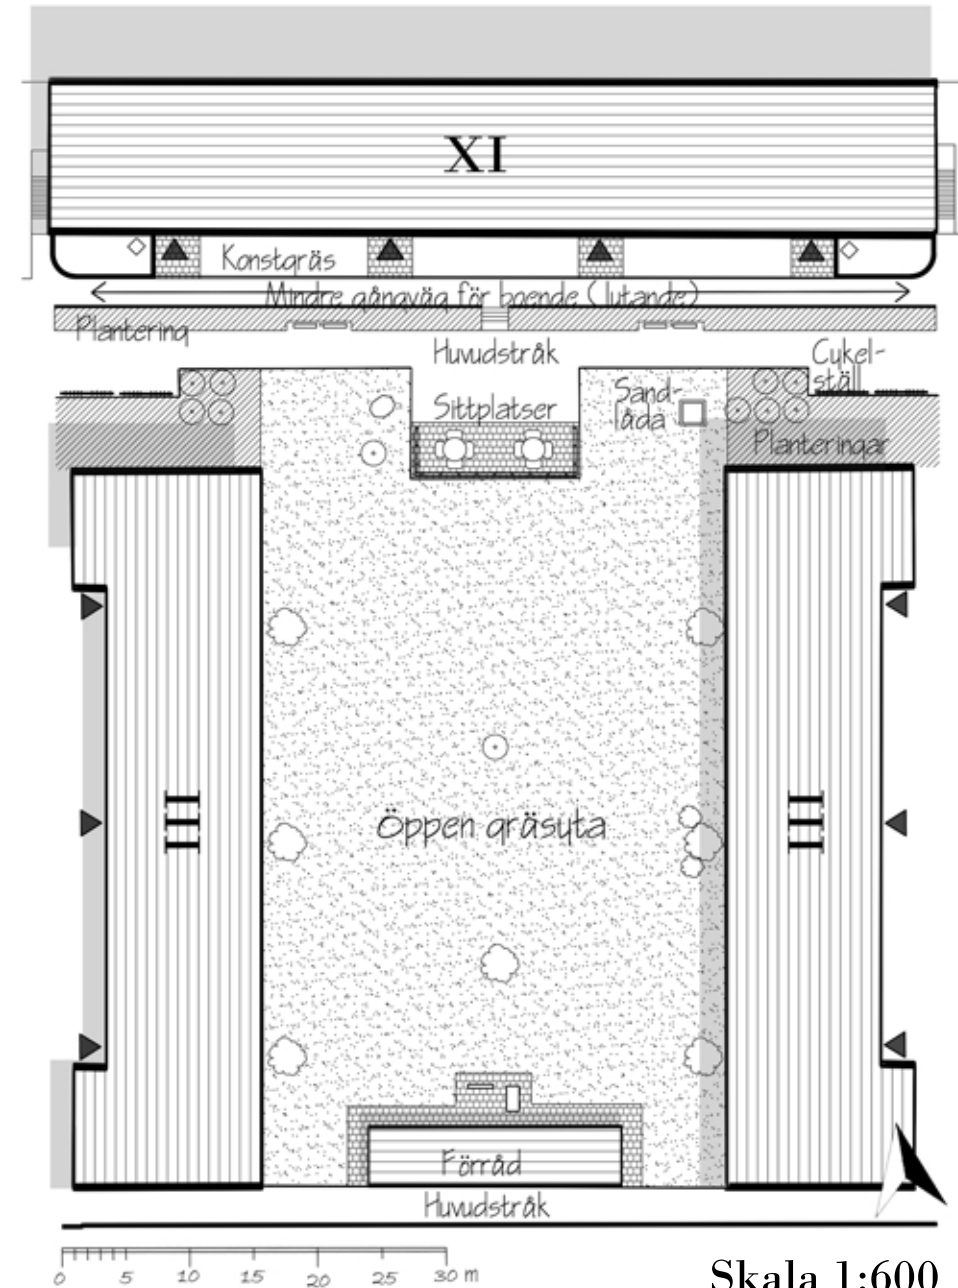 XI
Konstgräs
Mindre gångväg för boende (lutande)
Plantering
Huvudstråk
Cykel-
ställ
Sand-
låda
Sittplatser
Planteringar
III
III
Öppen gräsyta
Förråd
Huvudstråk
0 5 10 15 20 25 30 m
Skala 1:600